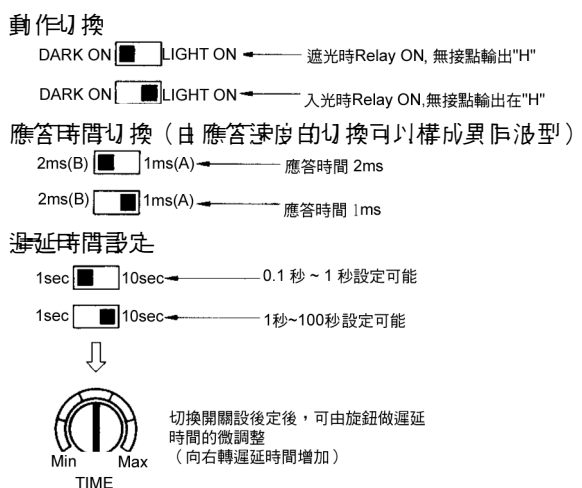 動作切換
DARK ON LIGHT ON 遮光時Relay ON, 無接點輸出"H"
DARK ON LIGHT ON 入光時Relay ON,無接點輸出在"H"
應答時間切換（由應答速度的切換可以構成異作波型）
2ms(B) 1ms(A) 應答時間 2ms
2ms(B) 1ms(A) 應答時間 1ms
遲延時間設定
1sec 10sec 0.1 秒 ~ 1 秒設定可能
1sec 10sec 1秒~100秒設定可能
切換開關設後定後，可由旋鈕做遲延
時間的微調整
（向右轉遲延時間增加）
Min Max
TIME